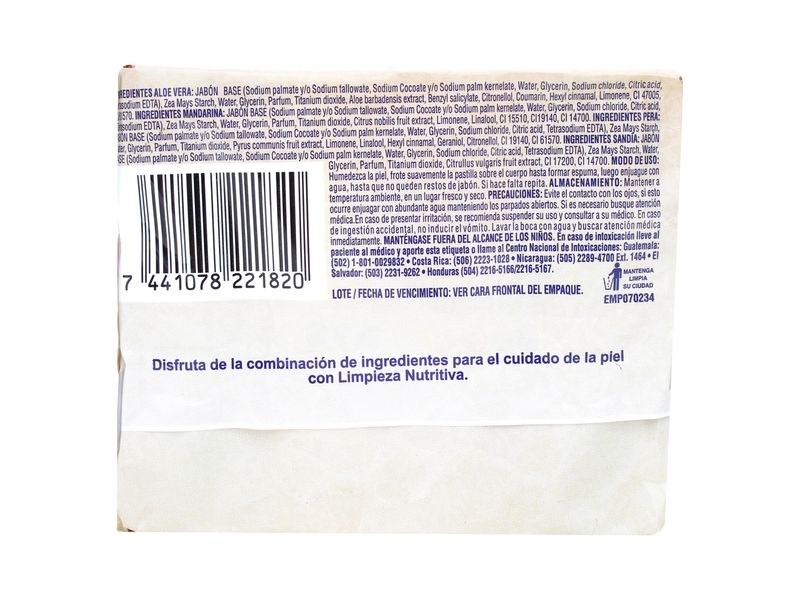 REDIENTES ALOE VERA: JABÓN BASE (Sodium palmate y/o Sodium tallowate, Sodium Cocoate y/o Sodium palm kernelate, Water, Glycerin, Sodium chloride, Citric acid,
trasodium EDTA), Zea Mays Starch, Water, Glycerin, Parfum, Titanium dioxide, Aloe barbadensis extract, Benzyl salicylate, Citronellol, Coumarin, Hexyl cinnamal, Limonene, CI 47005,
61570. INGREDIENTES MANDARINA: JABÓN BASE (Sodium palmate y/o Sodium tallowate, Sodium Cocoate y/o Sodium palm kernelate, Water, Glycerin, Sodium chloride, Citric acid,
trasodium EDTA), Zea Mays Starch, Water, Glycerin, Parfum, Titanium dioxide, Citrus nobilis fruit extract, Limonene, Linalool, CI 15510, CI19140, CI 14700. INGREDIENTES PERA:
BÓN BASE (Sodium palmate y/o Sodium tallowate, Sodium Cocoate y/o Sodium palm kernelate, Water, Glycerin, Sodium chloride, Citric acid, Tetrasodium EDTA), Zea Mays Starch,
ter, Glycerin, Parfum, Titanium dioxide, Pyrus communis fruit extract, Limonene, Linalool, Hexyl cinnamal, Geraniol, Citronellol, CI 19140, CI 61570. INGREDIENTES SANDÍA: JABÓN
SE (Sodium palmate y/o Sodium tallowate, Sodium Cocoate y/o Sodium palm kernelate, Water, Glycerin, Sodium chloride, Citric acid, Tetrasodium EDTA), Zea Mays Starch, Water,
Glycerin, Parfum, Titanium dioxide, Citrullus vulgaris fruit extract, CI 17200, CI 14700. MODO DE USO:
Humedezca la piel, frote suavemente la pastilla sobre el cuerpo hasta formar espuma, luego enjuague con
agua, hasta que no queden restos de jabón. Si hace falta repita. ALMACENAMIENTO: Mantener a
temperatura ambiente, en un lugar fresco y seco. PRECAUCIONES: Evite el contacto con los ojos, si esto
ocurre enjuagar con abundante agua manteniendo los parpados abiertos. Si es necesario busque atención
médica.En caso de presentar irritación, se recomienda suspender su uso y consultar a su médico. En caso
de ingestión accidental, no inducir el vómito. Lavar la boca con agua y buscar atención médica
inmediatamente. MANTÉNGASE FUERA DEL ALCANCE DE LOS NIÑOS. En caso de intoxicación lleve al
paciente al médico y aporte esta etiqueta o llame al Centro Nacional de Intoxicaciones: Guatemala:
(502) 1-801-0029832 • Costa Rica: (506) 2223-1028 • Nicaragua: (505) 2289-4700 Ext. 1464 • El
Salvador: (503) 2231-9262 • Honduras (504) 2216-5166/2216-5167.
7 441078 221820
LOTE / FECHA DE VENCIMIENTO: VER CARA FRONTAL DEL EMPAQUE.
MANTENGA
LIMPIA
SU CIUDAD
EMP070234
Disfruta de la combinación de ingredientes para el cuidado de la piel
con Limpieza Nutritiva.